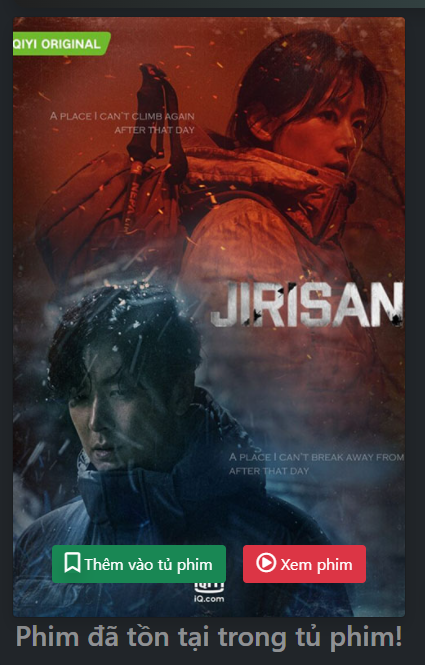 QIYI ORIGINAL
A PLACE I CAN'T CLIMB AGAIN
AFTER THAT DAY
JIRISAN
A PLACE I CAN'T BREAK AWAY FROM
AFTER THAT DAY
Thêm vào tủ phim
Xem phim
iQIYI
iQ.com
Phim đã tồn tại trong tủ phim!